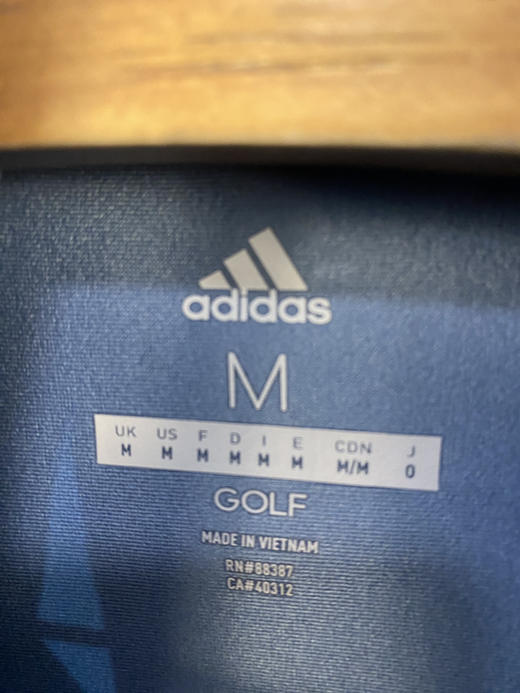 adidas
M
UK US F D I E CDN J
M M M M M M M/M O
GOLF
MADE IN VIETNAM
RN#88387
CA#40312